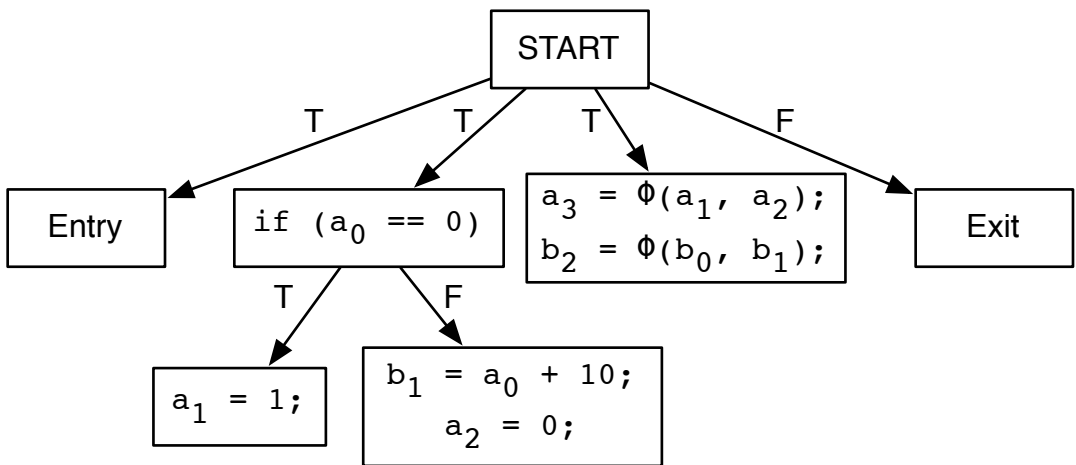 START
T
T
T
F
Entry
if (a₀ == 0)
a₃ = Φ(a₁, a₂);
b₂ = Φ(b₀, b₁);
Exit
T
F
a₁ = 1;
b₁ = a₀ + 10;
a₂ = 0;